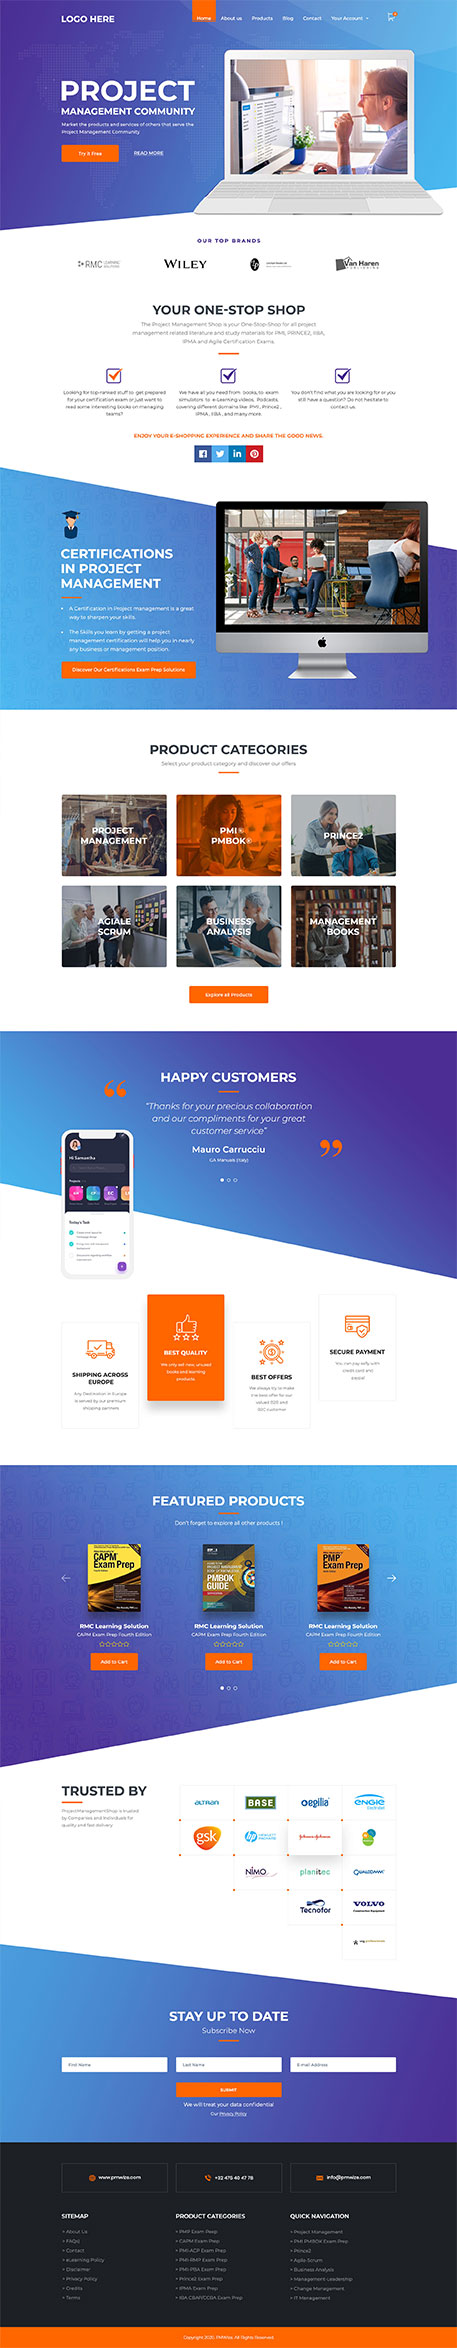 LOGO HERE
Home About us Products Blog Contact Your Account
PROJECT
MANAGEMENT COMMUNITY
Market the products and services of others that serve the
Project Management Community
Try it Free READ MORE
OUR TOP BRANDS
RMC WILEY Van Haren
YOUR ONE-STOP SHOP
The Project Management Shop is your One-Stop-Shop for all project
management related literature and study materials for PMI, PRINCE2, IIBA,
IPMA and Agile Certification Exams.
Looking for top-ranked stuff to get prepared
for your certification exam or just want to
read some interesting books on managing
teams?
We have all you need from books, to exam
simulators to e-Learning videos, Podcasts
covering different domains like PMI, Prince2,
IPMA, IIBA, and many more.
You don't find what you are looking for or you
still have a question? Do not hesitate to
contact us.
ENJOY YOUR E-SHOPPING EXPERIENCE AND SHARE THE GOOD NEWS.
CERTIFICATIONS
IN PROJECT
MANAGEMENT
• A Certification in Project management is a great
way to sharpen your skills.
• The Skills you learn by getting a project
management certification will help you in nearly
any business or management position.
Discover Our Certifications Exam Prep Solutions
PRODUCT CATEGORIES
Select your product category and discover our offers
PROJECT
MANAGEMENT
PMI®
PMBOK®
PRINCE2
AGIALE
SCRUM
BUSINESS
ANALYSIS
MANAGEMENT
BOOKS
Explore all Products
HAPPY CUSTOMERS
“Thanks for your precious collaboration
and our compliments for your great
customer service”
Mauro Carrucciu
GA Manuals (Italy)
Hi Samantha
Projects
Today's Task
SHIPPING ACROSS
EUROPE
Any Destination in Europe
is served by our premium
shipping partners
BEST QUALITY
We only sell new, unused
books and learning
products
BEST OFFERS
We always try to make
the best offer for our
valued B2B and
B2C customer
SECURE PAYMENT
You can pay safly with
credit card and
paypal
FEATURED PRODUCTS
Don't forget to explore all other products !
CAPM
Exam Prep
PMBOK
GUIDE
PMP
Exam Prep
RMC Learning Solution
CAPM Exam Prep Fourth Edition
Add to Cart
RMC Learning Solution
CAPM Exam Prep Fourth Edition
Add to Cart
RMC Learning Solution
CAPM Exam Prep Fourth Edition
Add to Cart
TRUSTED BY
ProjectManagementShop is trusted
by Companies and Individuals for
quality and fast delivery
ALTRAN BASE egilia ENGIE
gsk hp Johnson & Johnson
NIMO planitec QUALCOMM
Tecnofor VOLVO
STAY UP TO DATE
Subscribe Now
First Name Last Name E-mail Address
SUBMIT
We will treat your data confidential
Our Privacy Policy
www.pmwize.com +32 475 40 47 78 info@pmwize.com
SITEMAP
> About Us
> FAQs)
> Contact
> eLearning Policy
> Disclaimer
> Privacy Policy
> Credits
> Terms
PRODUCT CATEGORIES
> PMP Exam Prep
> CAPM Exam Prep
> PMI-ACP Exam Prep
> PMI-RMP Exam Prep
> PMI-PBA Exam Prep
> Prince2 Exam Prep
> IPMA Exam Prep
> IIBA CBAP/CCBA Exam Prep
QUICK NAVIGATION
> Project Management
> PMI PMBOK Exam Prep
> Prince2
> Agile Scrum
> Business Analysis
> Management-Leadership
> Change Management
> IT Management
Copyright 2020, PMWize, All Rights Reserved.